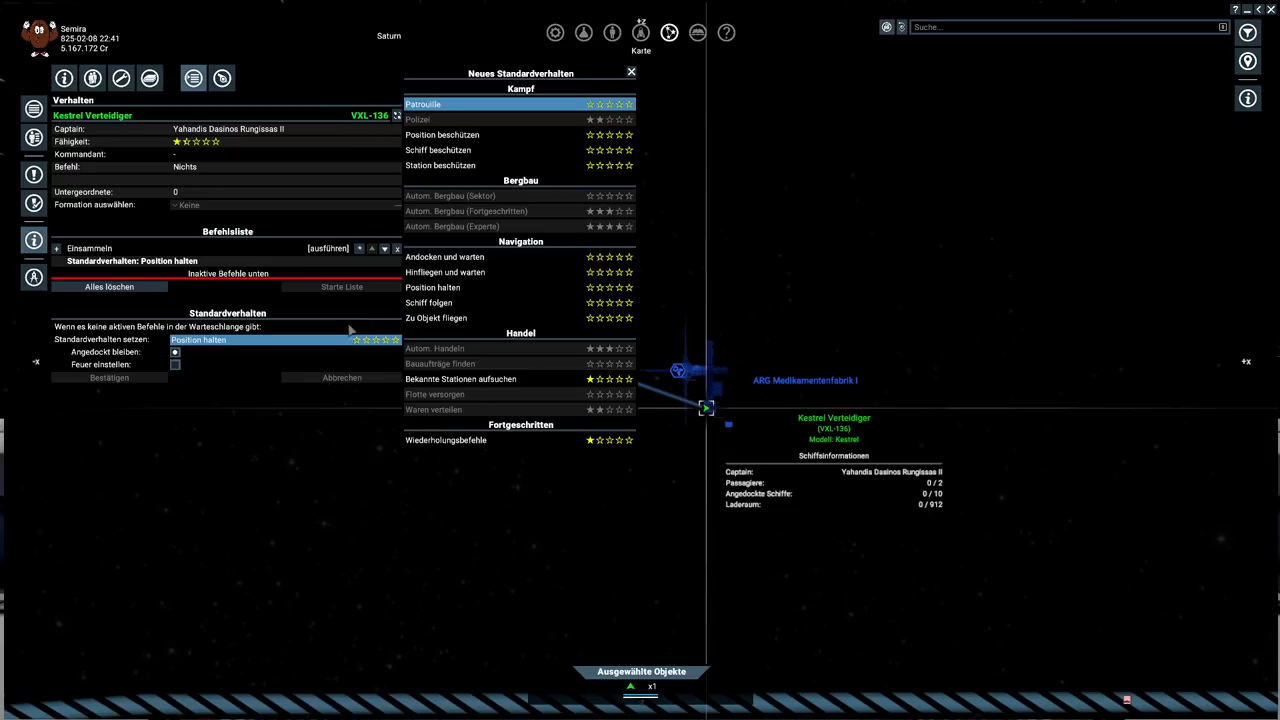 Semira
825-02-08 22:41
5.167.172 Cr
Saturn
+z
Karte
Suche...
Verhalten
Kestrel Verteidiger VXL-136
Captain: Yahandis Dasinos Rungissas II
Fähigkeit:
Kommandant: -
Befehl: Nichts
Untergeordnete: 0
Formation auswählen: Keine
Befehlsliste
+ Einsammeln [ausführen] * x
Standardverhalten: Position halten
Inaktive Befehle unten
Alles löschen Starte Liste
Standardverhalten
Wenn es keine aktiven Befehle in der Warteschlange gibt:
Standardverhalten setzen: Position halten
Angedockt bleiben:
Feuer einstellen:
Bestätigen Abbrechen
Neues Standardverhalten
Kampf
Patrouille
Polizei
Position beschützen
Schiff beschützen
Station beschützen
Bergbau
Autom. Bergbau (Sektor)
Autom. Bergbau (Fortgeschritten)
Autom. Bergbau (Experte)
Navigation
Andocken und warten
Hinfliegen und warten
Position halten
Schiff folgen
Zu Objekt fliegen
Handel
Autom. Handeln
Bauaufträge finden
Bekannte Stationen aufsuchen
Flotte versorgen
Waren verteilen
Fortgeschritten
Wiederholungsbefehle
-x
+x
ARG Medikamentenfabrik I
Kestrel Verteidiger
(VXL-136)
Modell: Kestrel
Schiffsinformationen
Captain: Yahandis Dasinos Rungissas II
Passagiere: 0 / 2
Angedockte Schiffe: 0 / 10
Laderaum: 0 / 912
Ausgewählte Objekte
x1